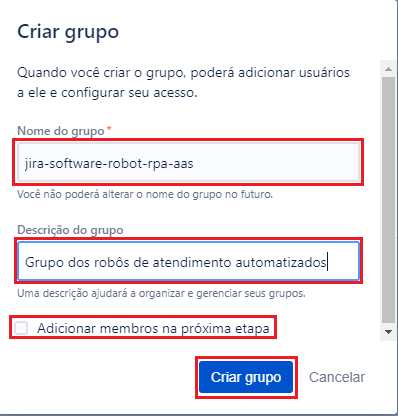 Criar grupo
Quando você criar o grupo, poderá adicionar usuários
a ele e configurar seu acesso.
Nome do grupo*
jira-software-robot-rpa-aas
Você não poderá alterar o nome do grupo no futuro.
Descrição do grupo
Grupo dos robôs de atendimento automatizados
Uma descrição ajudará a organizar e gerenciar seus grupos.
Adicionar membros na próxima etapa
Criar grupo Cancelar